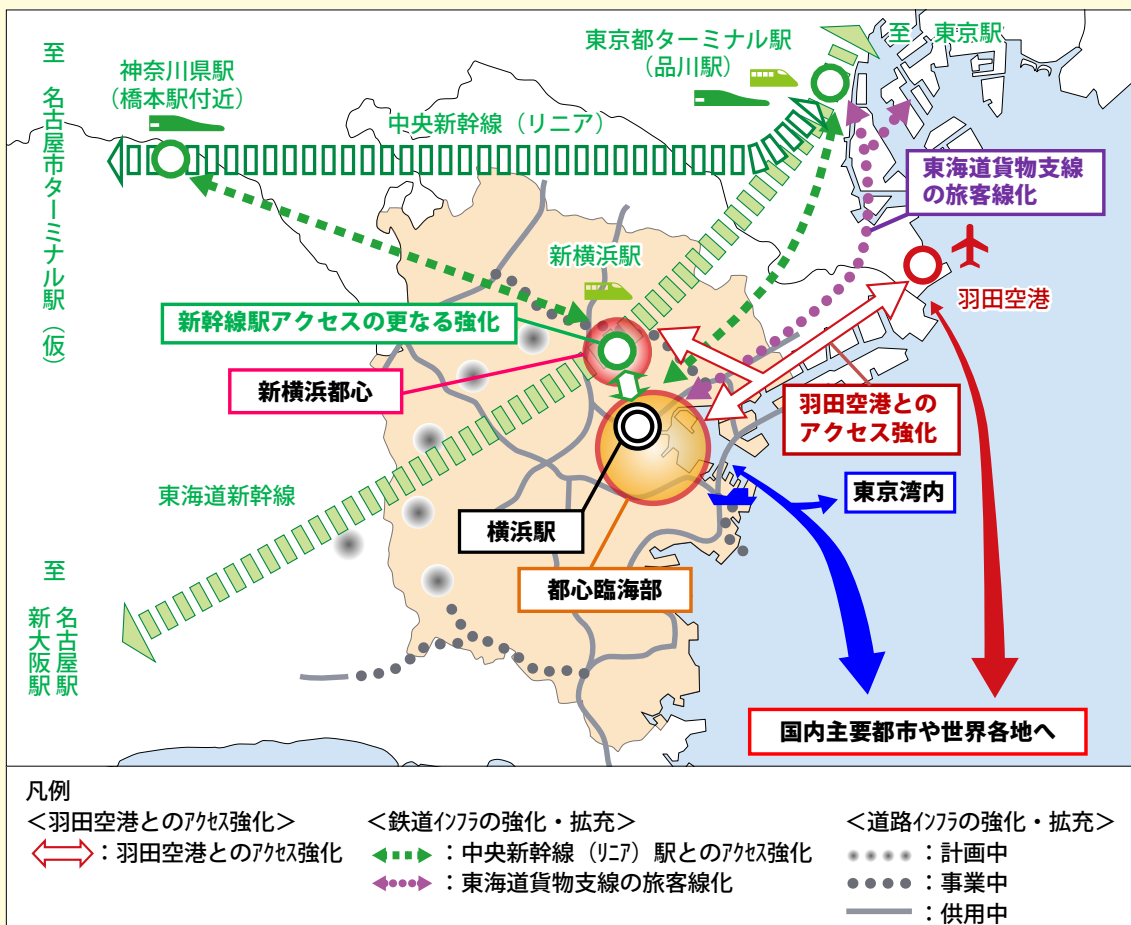 至 名古屋市ターミナル駅（仮）
神奈川県駅
（橋本駅付近）
東京都ターミナル駅
（品川駅）
至 東京駅
中央新幹線（リニア）
東海道貨物支線
の旅客線化
新横浜駅
羽田空港
新幹線駅アクセスの更なる強化
新横浜都心
羽田空港との
アクセス強化
東海道新幹線
東京湾内
横浜駅
都心臨海部
至 名古屋駅
新大阪駅
国内主要都市や世界各地へ
凡例
＜羽田空港とのｱｸｾｽ強化＞
：羽田空港とのｱｸｾｽ強化
＜鉄道ｲﾝﾌﾗの強化・拡充＞
：中央新幹線（ﾘﾆｱ）駅とのｱｸｾｽ強化
：東海道貨物支線の旅客線化
＜道路ｲﾝﾌﾗの強化・拡充＞
：計画中
：事業中
：供用中